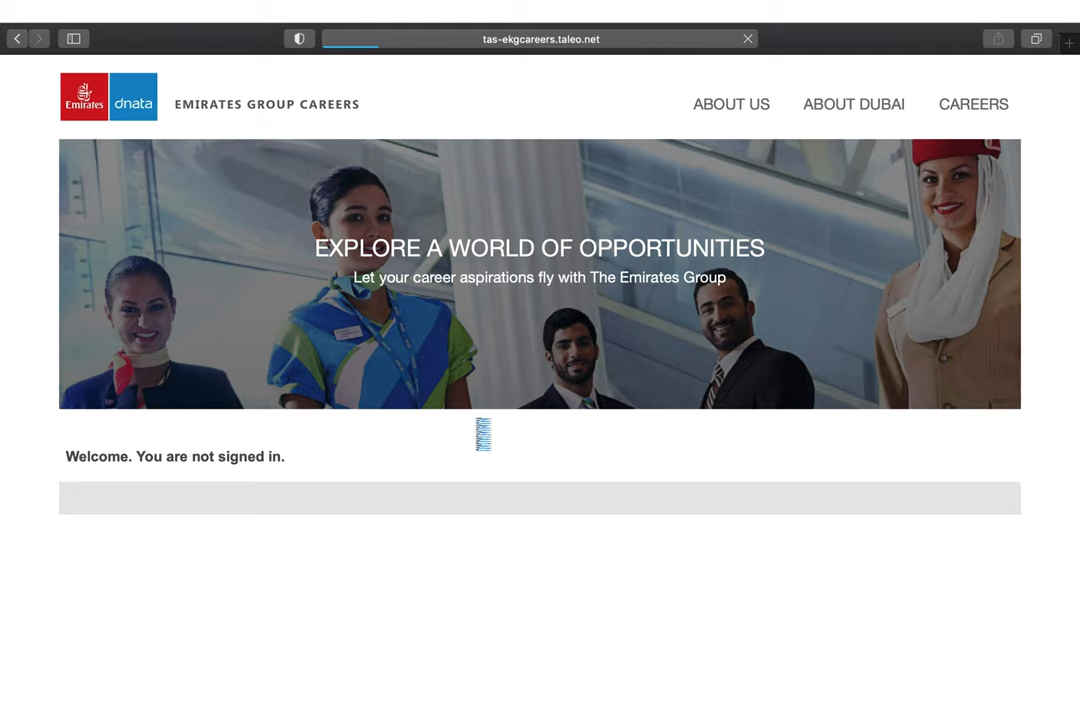 tas-ekgcareers.taleo.net
Emirates
dnata
EMIRATES GROUP CAREERS
ABOUT US
ABOUT DUBAI
CAREERS
EXPLORE A WORLD OF OPPORTUNITIES
Let your career aspirations fly with The Emirates Group
Welcome. You are not signed in.